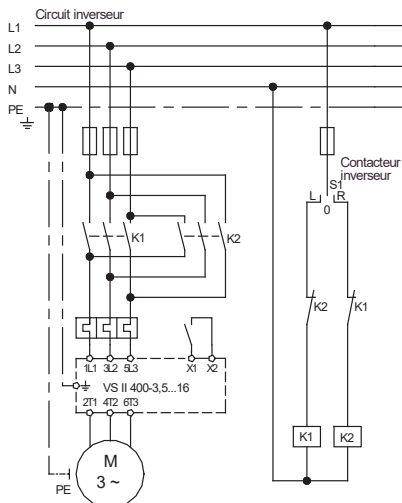 Circuit inverseur
L1
L2
L3
N
PE
Contacteur
inverseur
S1
L R
0
K1 K2
K2 K1
1L1 3L2 5L3 X1 X2
VS II 400-3,5...16
2T1 4T2 6T3
K1 K2
M
3 ~
PE